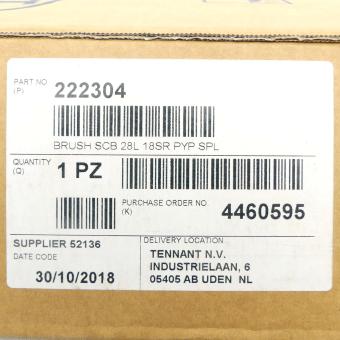 PART NO
(P)
222304
BRUSH SCB 28L 18SR PYP SPL
QUANTITY
(Q)
1 PZ
PURCHASE ORDER NO.
(K)
4460595
SUPPLIER 52136
DATE CODE
30/10/2018
DELIVERY LOCATION
TENNANT N.V.
INDUSTRIELAAN, 6
05405 AB UDEN NL